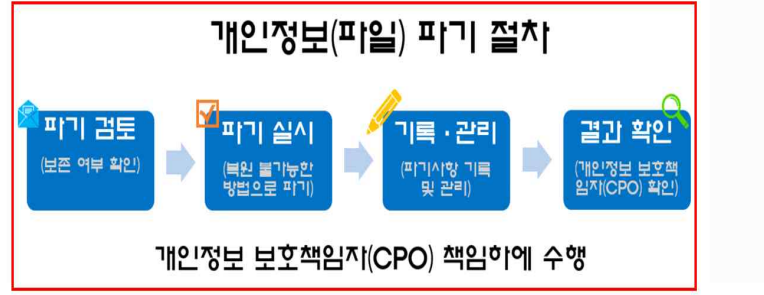 개인정보(파일) 파기 절차
파기 검토
(보존 여부 확인)
파기 실시
(복원 불가능한
방법으로 파기)
기록·관리
(파기사항 기록
및 관리)
결과 확인
(개인정보 보호책
임자(CPO) 확인)
개인정보 보호책임자(CPO) 책임하에 수행